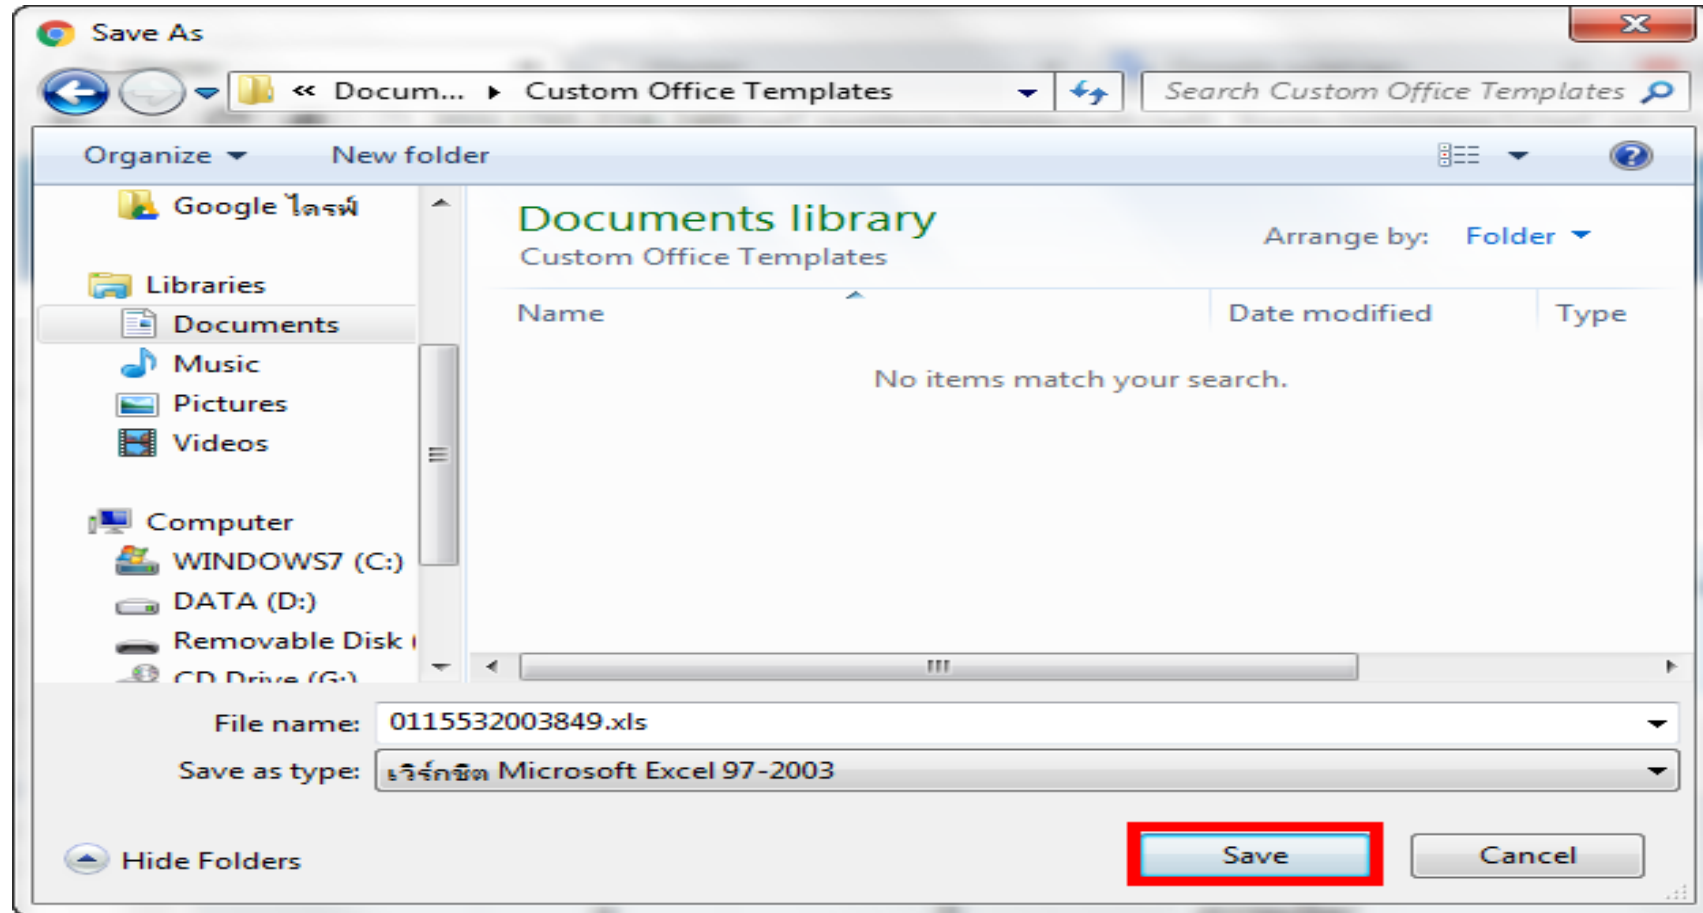 Save As
« Docum... ▸ Custom Office Templates
Search Custom Office Templates
Organize
New folder
Google ไดรฟ์
Libraries
Documents
Music
Pictures
Videos
Computer
WINDOWS7 (C:)
DATA (D:)
Removable Disk (
CD Drive (G:)
Documents library
Custom Office Templates
Arrange by: Folder
Name Date modified Type
No items match your search.
File name: 0115532003849.xls
Save as type: เวิร์กชีต Microsoft Excel 97-2003
Hide Folders
Save
Cancel